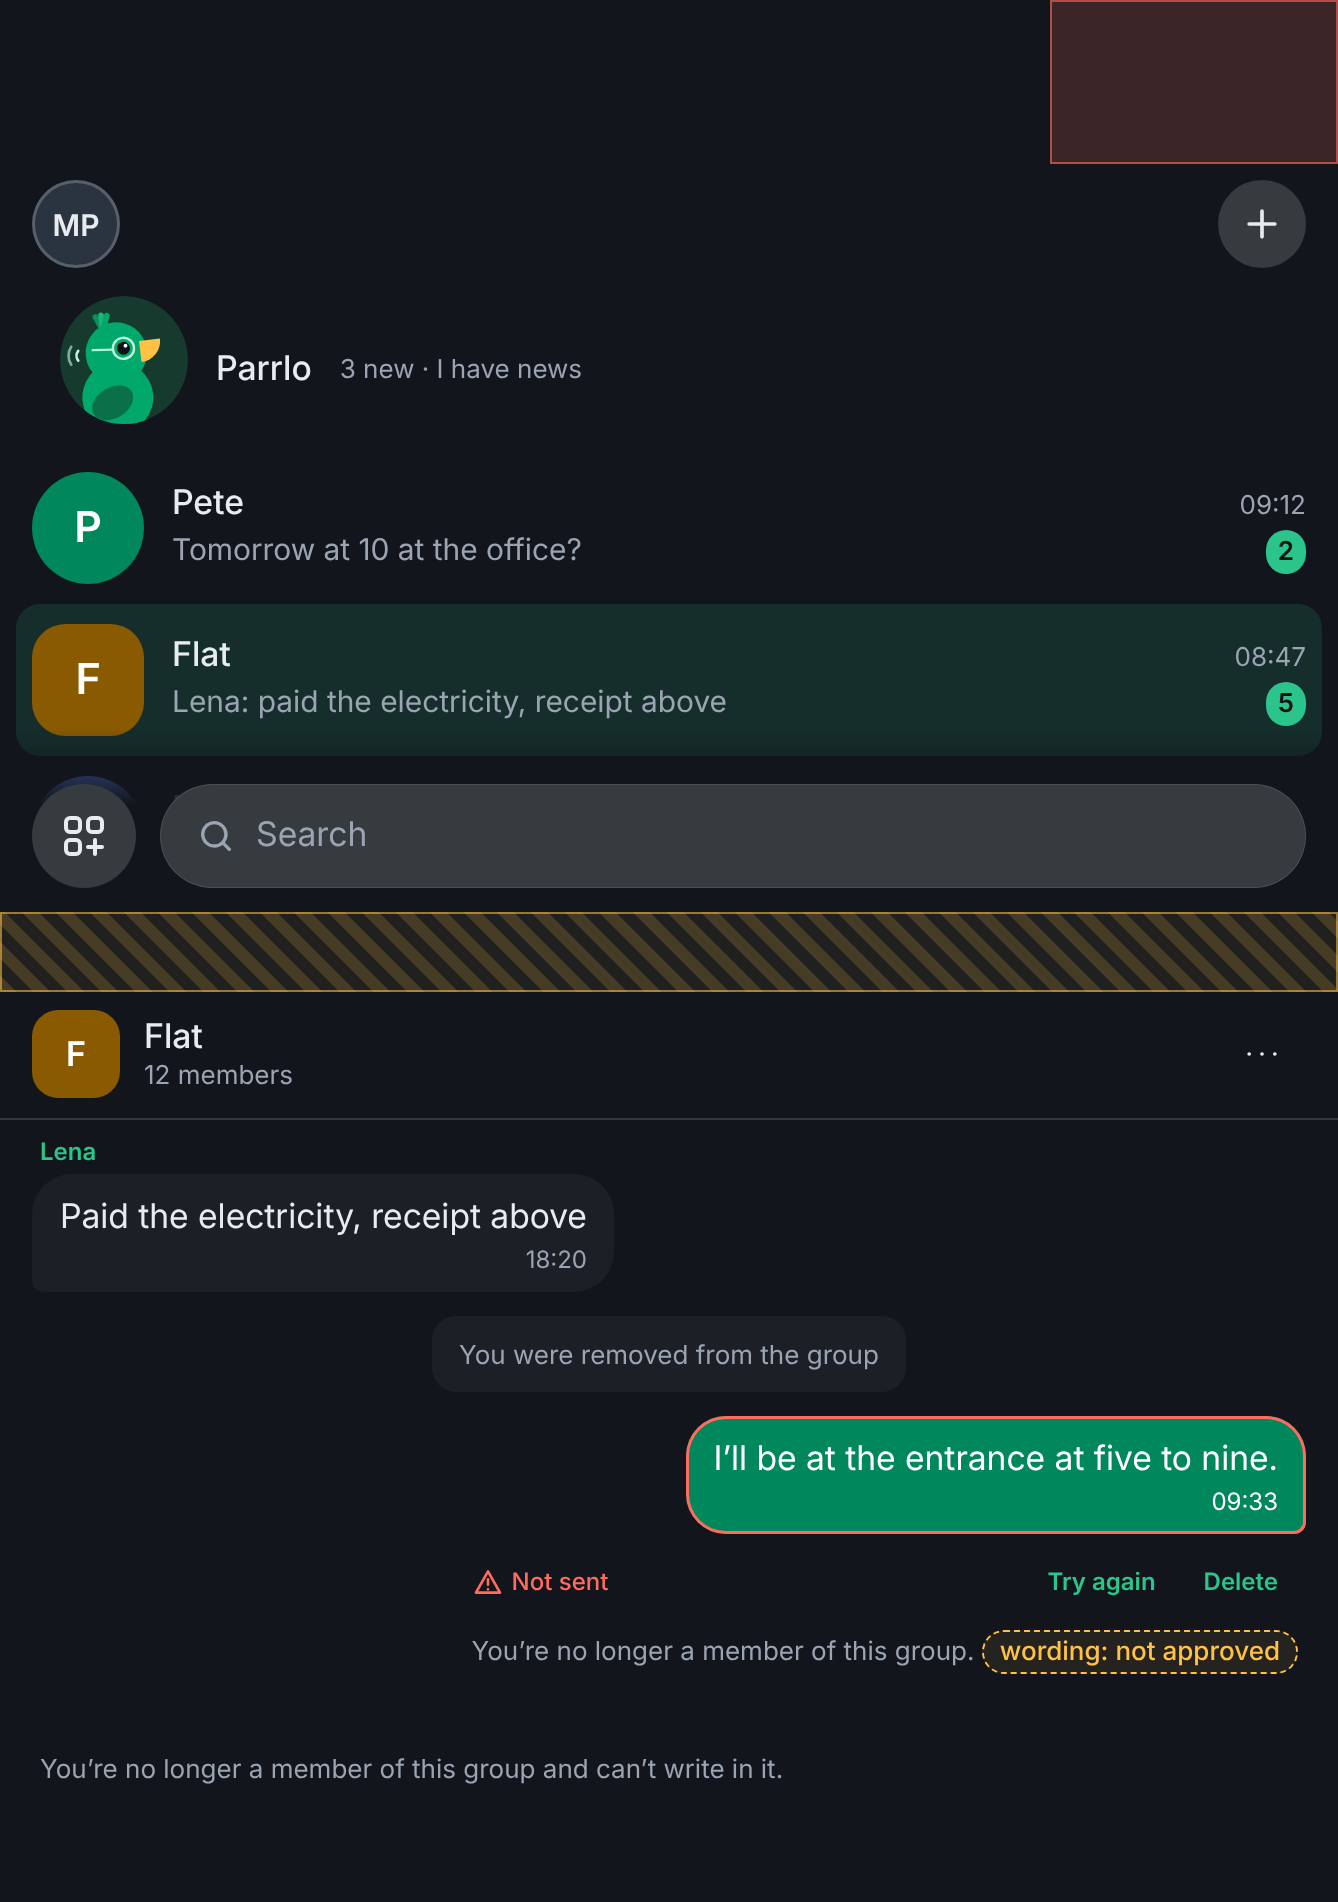 MP
Parrlo 3 new · I have news
P
Pete
09:12
Tomorrow at 10 at the office?
2
F
Flat
08:47
Lena: paid the electricity, receipt above
5
Search
F
Flat
12 members
Lena
Paid the electricity, receipt above
18:20
You were removed from the group
I’ll be at the entrance at five to nine.
09:33
Not sent Try again Delete
You’re no longer a member of this group. wording: not approved
You’re no longer a member of this group and can’t write in it.